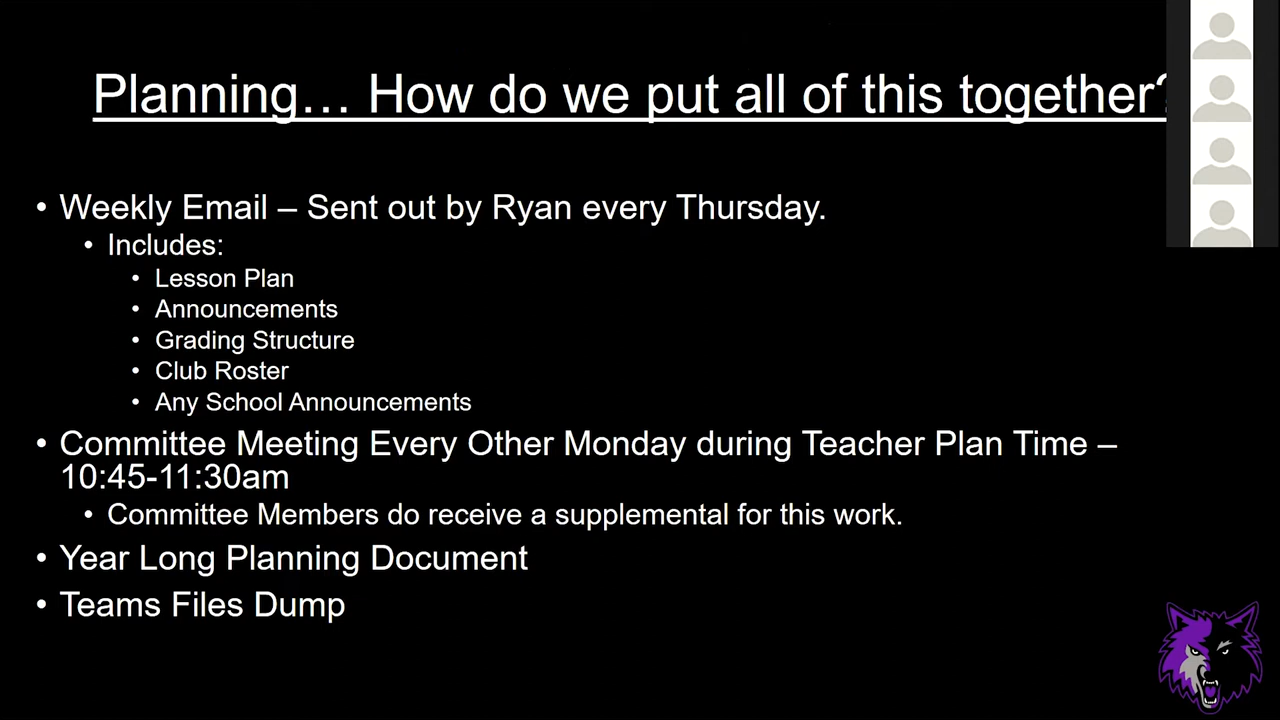 Planning… How do we put all of this together?
• Weekly Email – Sent out by Ryan every Thursday.
• Includes:
• Lesson Plan
• Announcements
• Grading Structure
• Club Roster
• Any School Announcements
• Committee Meeting Every Other Monday during Teacher Plan Time –
10:45-11:30am
• Committee Members do receive a supplemental for this work.
• Year Long Planning Document
• Teams Files Dump